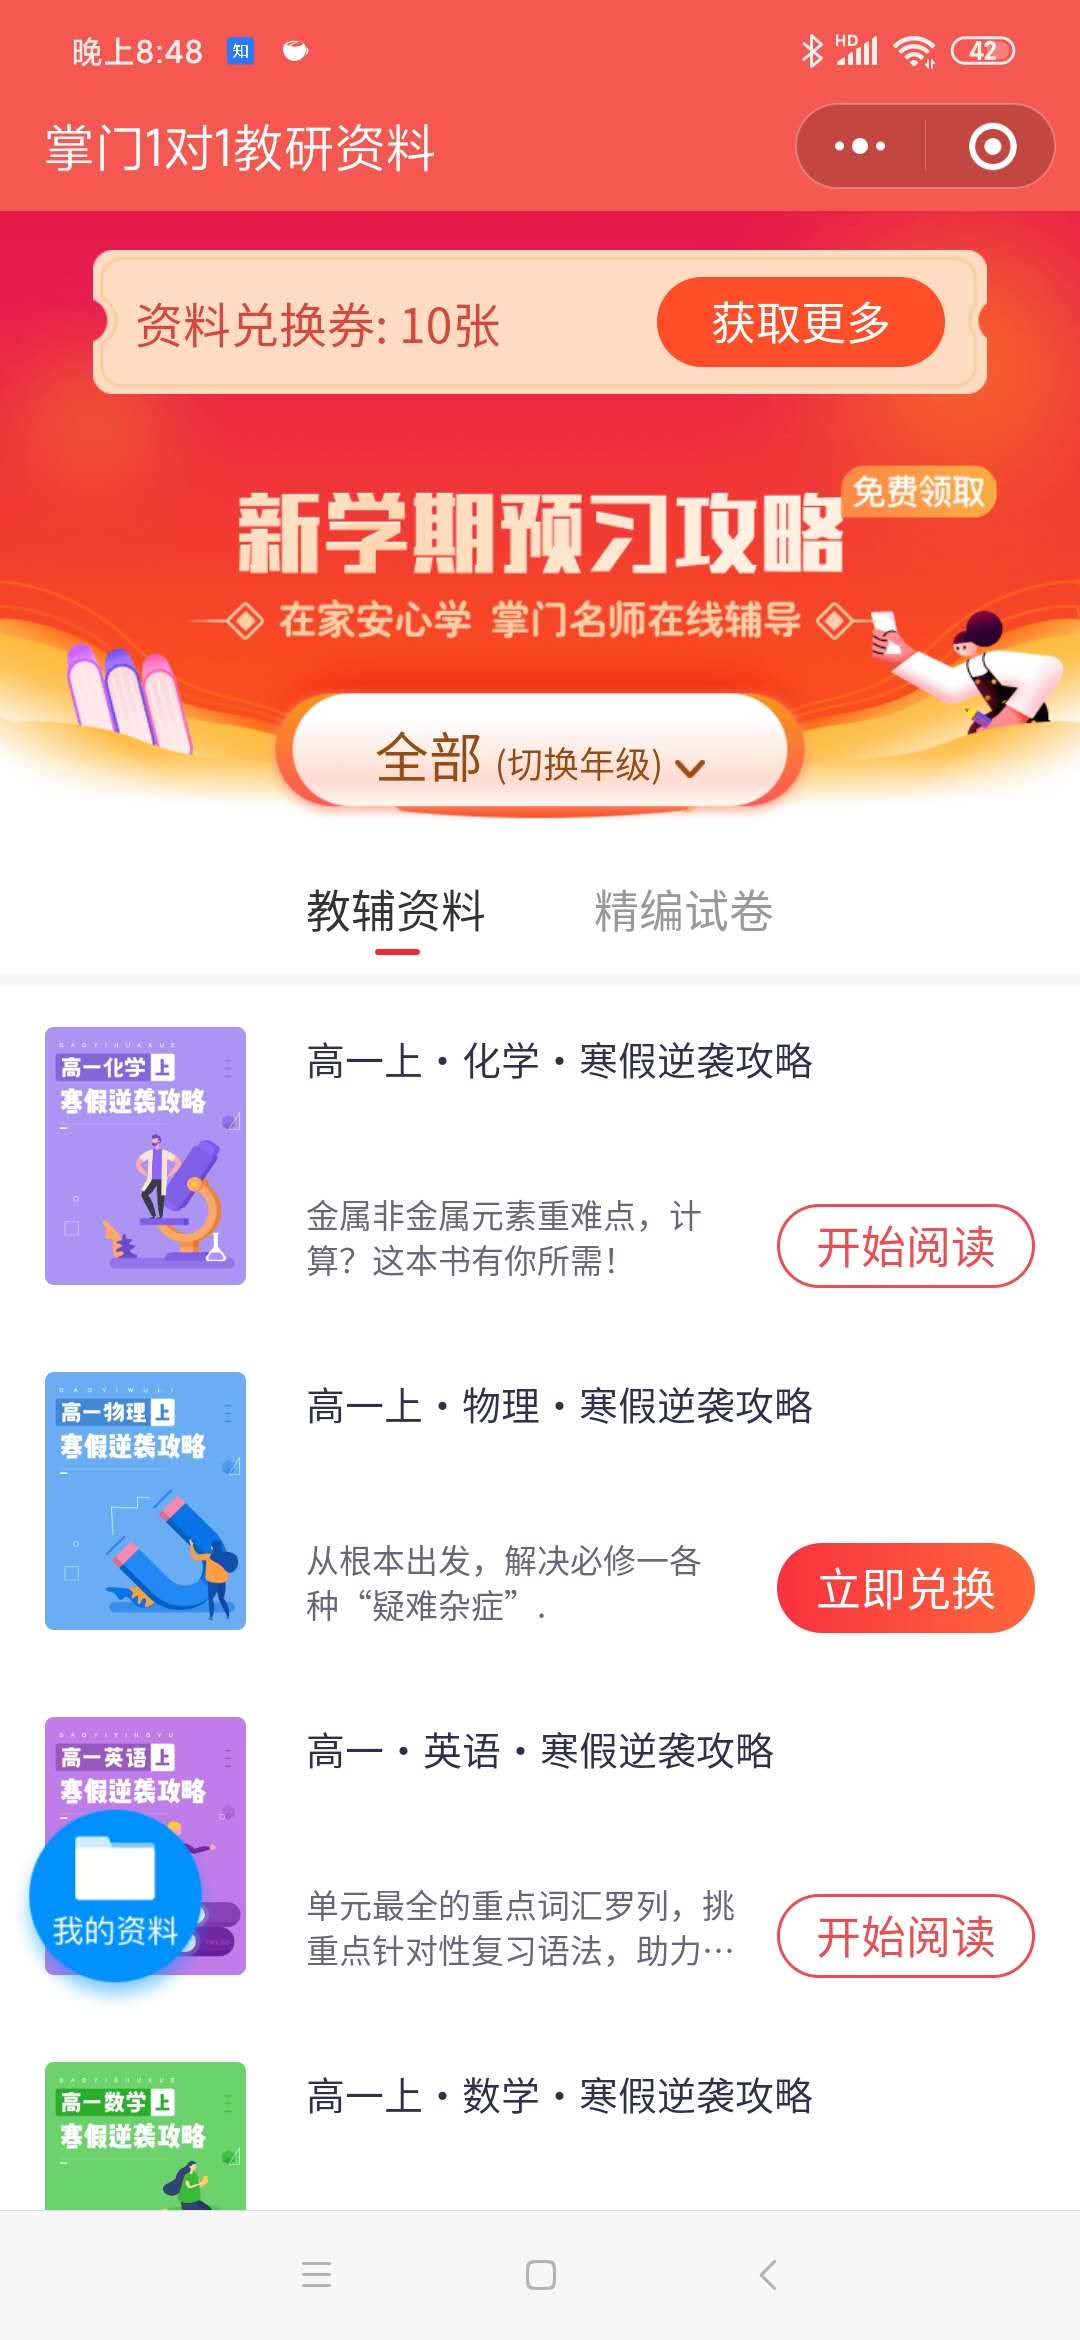 晚上8:48 知 HD 42
掌门1对1教研资料
资料兑换券: 10张
获取更多
免费领取
新学期预习攻略
在家安心学 掌门名师在线辅导
全部 (切换年级)
教辅资料 精编试卷
GAOYIHUAXUE
高一化学上
寒假逆袭攻略
高一上·化学·寒假逆袭攻略
金属非金属元素重难点，计
算？这本书有你所需！
开始阅读
GAOYIWULI
高一物理上
寒假逆袭攻略
高一上·物理·寒假逆袭攻略
从根本出发，解决必修一各
种“疑难杂症”.
立即兑换
GAOYIYINGYU
高一英语上
寒假逆袭攻略
高一·英语·寒假逆袭攻略
单元最全的重点词汇罗列，挑
重点针对性复习语法，助力…
开始阅读
我的资料
GAOYISHUXUE
高一数学上
寒假逆袭攻略
高一上·数学·寒假逆袭攻略